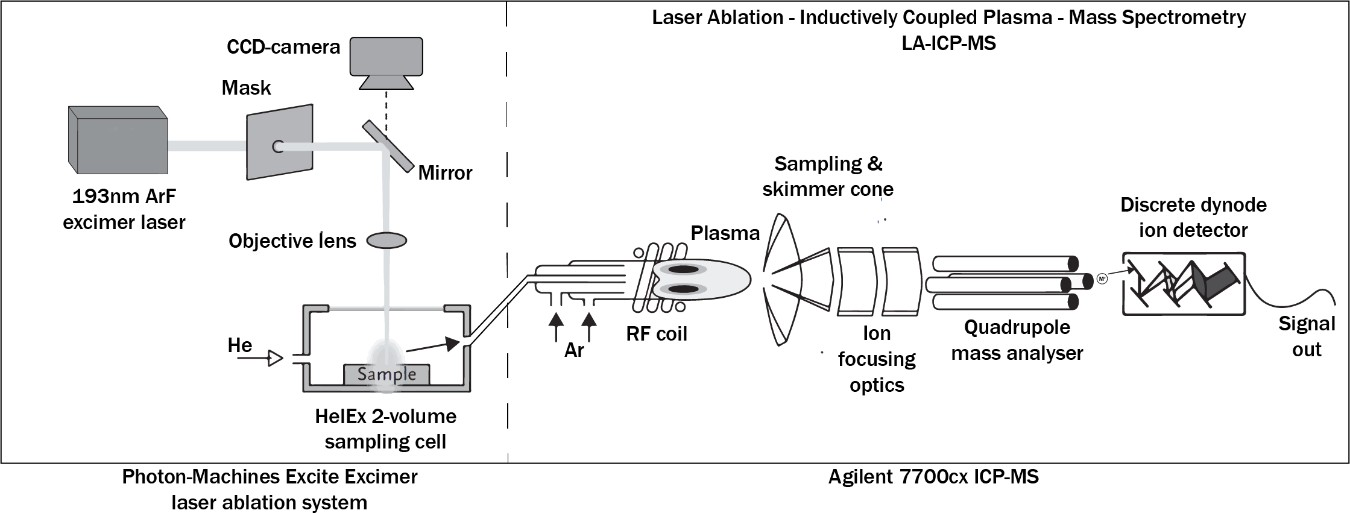 Laser Ablation - Inductively Coupled Plasma - Mass Spectrometry
LA-ICP-MS
CCD-camera
Mask
Mirror
193nm ArF
excimer laser
Objective lens
He
Sample
HelEx 2-volume
sampling cell
Plasma
RF coil
Ar
Sampling &
skimmer cone
Ion
focusing
optics
Quadrupole
mass analyser
Discrete dynode
ion detector
Signal
out
Photon-Machines Excite Excimer
laser ablation system
Agilent 7700cx ICP-MS